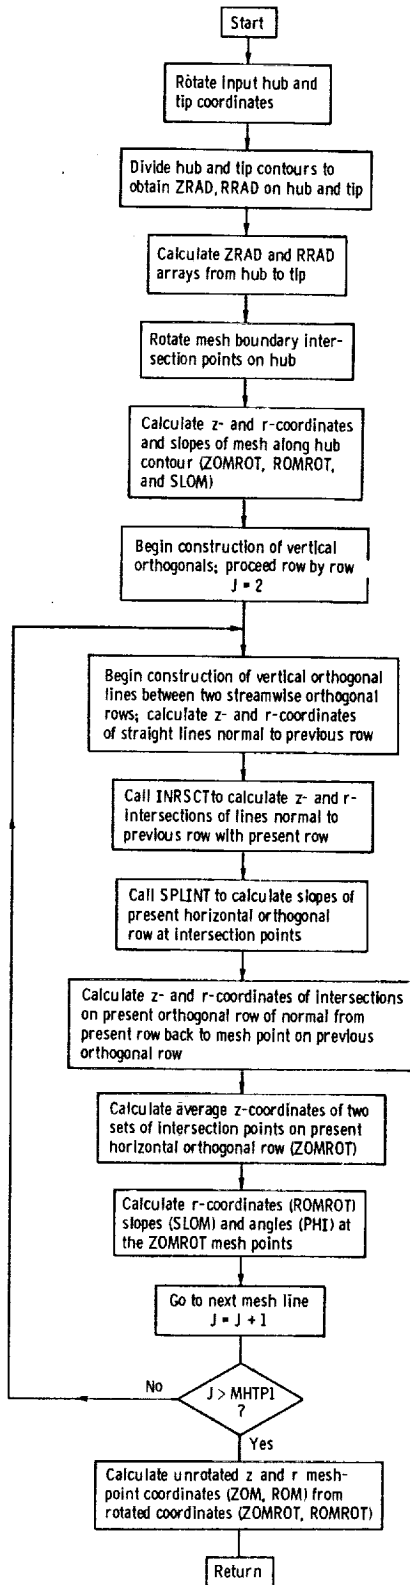 Start
Rotate input hub and
tip coordinates
Divide hub and tip contours to
obtain ZRAD, RRAD on hub and tip
Calculate ZRAD and RRAD
arrays from hub to tip
Rotate mesh boundary inter-
section points on hub
Calculate z- and r-coordinates
and slopes of mesh along hub
contour (ZOMROT, ROMROT,
and SLOM)
Begin construction of vertical
orthogonals; proceed row by row
J = 2
Begin construction of vertical orthogonal
lines between two streamwise orthogonal
rows; calculate z- and r-coordinates
of straight lines normal to previous row
Call INRSCT to calculate z- and r-
intersections of lines normal to
previous row with present row
Call SPLINT to calculate slopes of
present horizontal orthogonal
row at intersection points
Calculate z- and r-coordinates of intersections
on present orthogonal row of normal from
present row back to mesh point on previous
orthogonal row
Calculate average z-coordinates of two
sets of intersection points on present
horizontal orthogonal row (ZOMROT)
Calculate r-coordinates (ROMROT)
slopes (SLOM) and angles (PHI) at
the ZOMROT mesh points
Go to next mesh line
J = J + 1
No
J > MHTP1
?
Yes
Calculate unrotated z and r mesh-
point coordinates (ZOM, ROM) from
rotated coordinates (ZOMROT, ROMROT)
Return